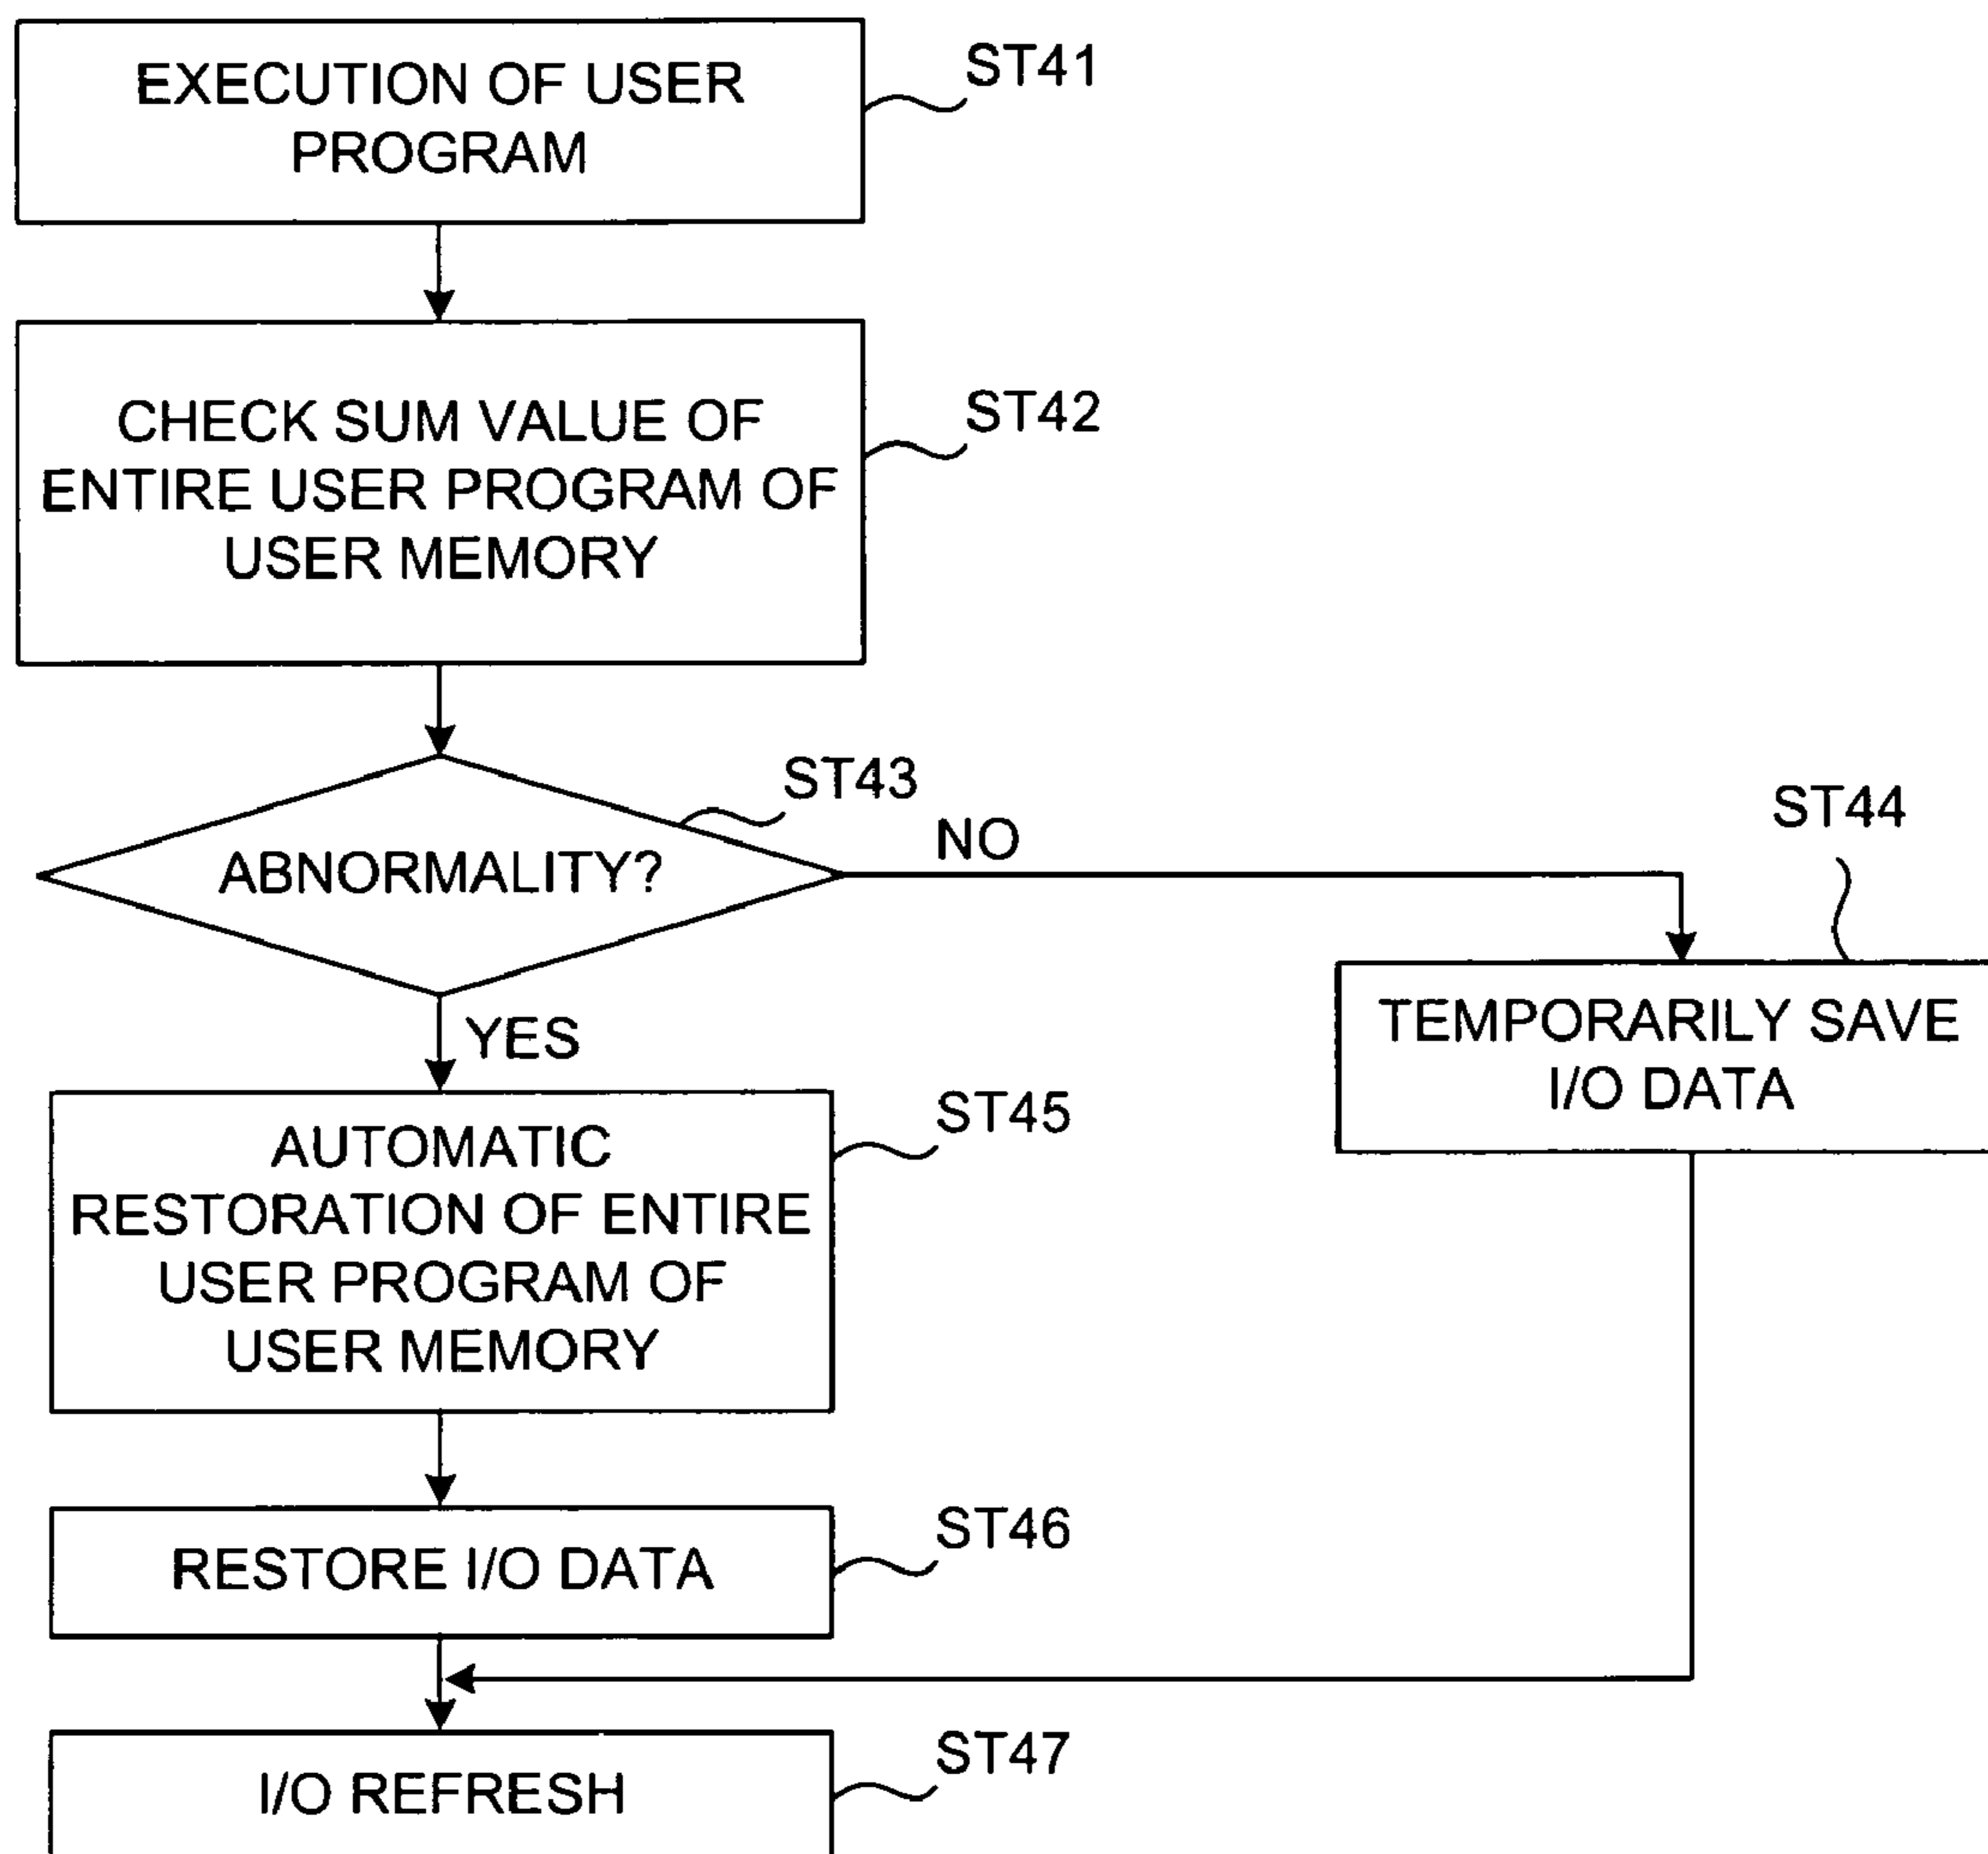 EXECUTION OF USER
PROGRAM
ST41
CHECK SUM VALUE OF
ENTIRE USER PROGRAM OF
USER MEMORY
ST42
ABNORMALITY?
ST43
NO
ST44
TEMPORARILY SAVE
I/O DATA
YES
AUTOMATIC
RESTORATION OF ENTIRE
USER PROGRAM OF
USER MEMORY
ST45
RESTORE I/O DATA
ST46
I/O REFRESH
ST47